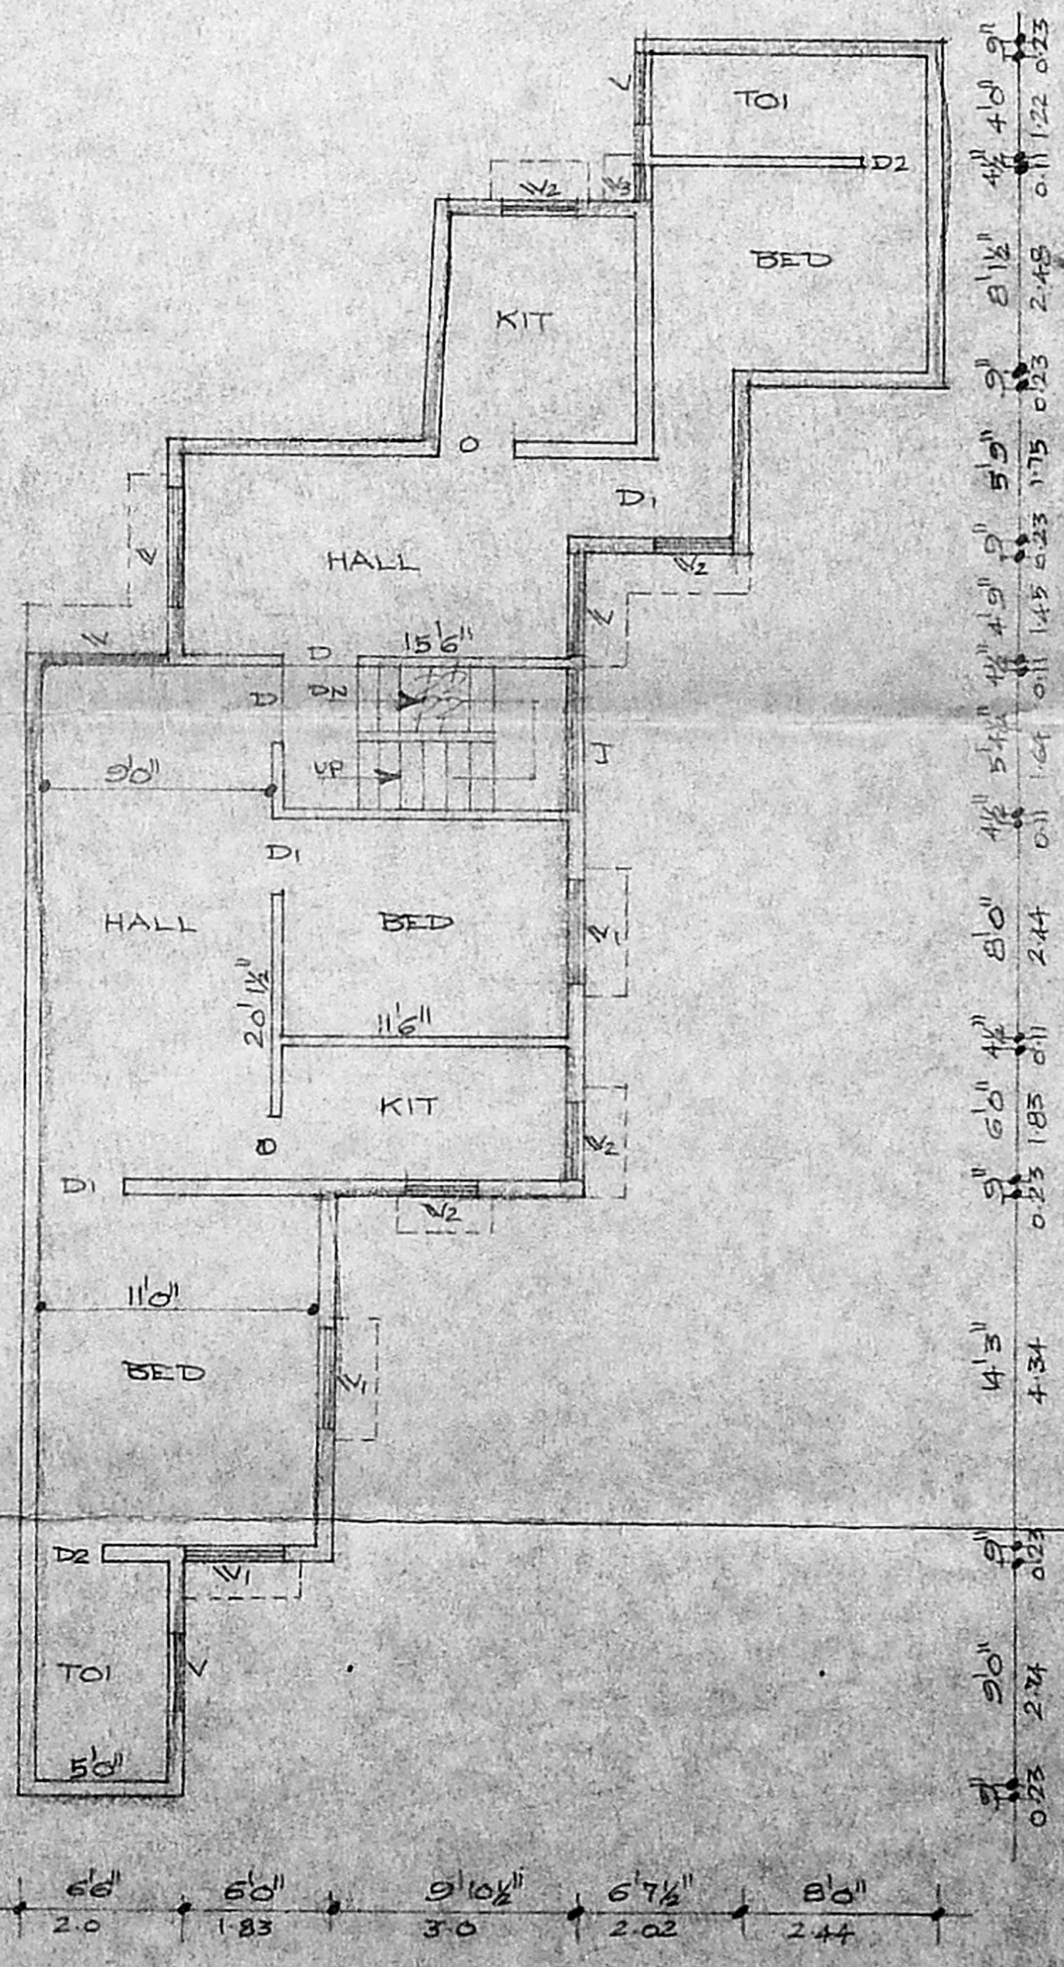 TOI
V
D2
W2
V3
BED
KIT
O
D1
HALL
W2
V
V
V
D
15'6"
D
DN
UP
J
9'0"
D1
HALL
BED
W1
20'1½"
11'6"
KIT
O
W2
D1
W2
11'0"
BED
W1
D2
W1
TOI
V
5'0"
9" 0.23
4'0" 1.22
4½" 0.11
8'1½" 2.48
9" 0.23
5'9" 1.75
9" 0.23
4'9" 1.45
4½" 0.11
5'4½" 1.64
4½" 0.11
8'0" 2.44
4½" 0.11
6'0" 1.83
9" 0.23
14'3" 4.34
9" 0.23
9'0" 2.74
9" 0.23
6'6" 6'0" 9'10½" 6'7½" 8'0"
2.0 1.83 3.0 2.02 2.44